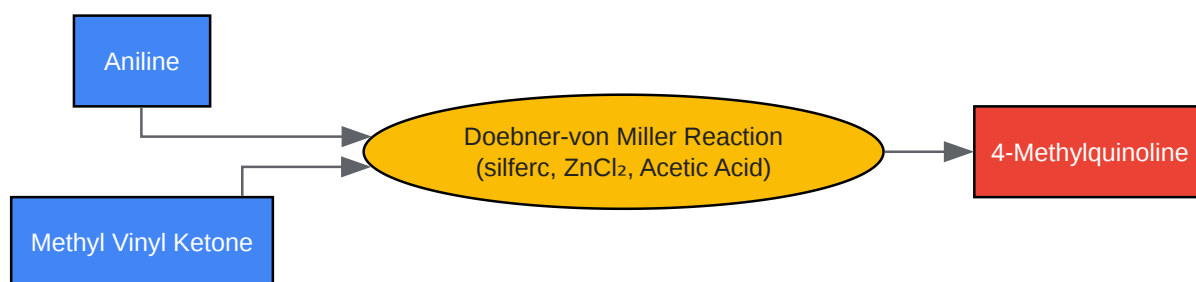 Aniline
Methyl Vinyl Ketone
Doebner-von Miller Reaction
(silferc, ZnCl₂, Acetic Acid)
4-Methylquinoline